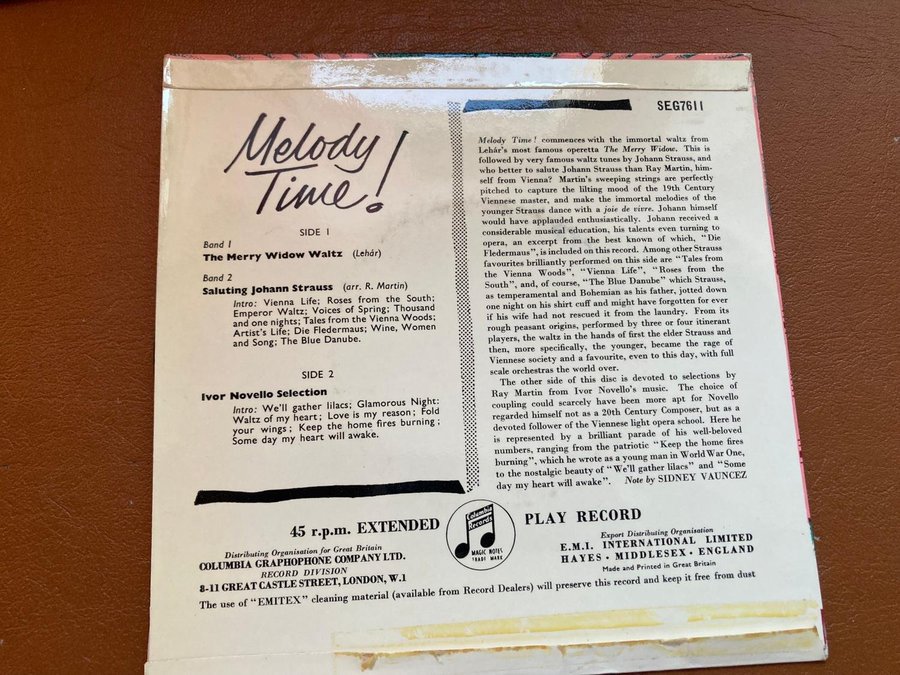 Melody
Time!
SIDE 1
Band 1
The Merry Widow Waltz (Lehár)
Band 2
Saluting Johann Strauss (arr. R. Martin)
Intro: Vienna Life; Roses from the South;
Emperor Waltz; Voices of Spring; Thousand
and one nights; Tales from the Vienna Woods;
Artist's Life; Die Fledermaus; Wine, Women
and Song; The Blue Danube.
SIDE 2
Ivor Novello Selection
Intro: We'll gather lilacs; Glamorous Night:
Waltz of my heart; Love is my reason; Fold
your wings; Keep the home fires burning;
Some day my heart will awake.
SEG7611
Melody Time! commences with the immortal waltz from
Lehár's most famous operetta The Merry Widow. This is
followed by very famous waltz tunes by Johann Strauss, and
who better to salute Johann Strauss than Ray Martin, him-
self from Vienna? Martin's sweeping strings are perfectly
pitched to capture the lilting mood of the 19th Century
Viennese master, and make the immortal melodies of the
younger Strauss dance with a joie de vivre. Johann himself
would have applauded enthusiastically. Johann received a
considerable musical education, his talents even turning to
opera, an excerpt from the best known of which, "Die
Fledermaus", is included on this record. Among other Strauss
favourites brilliantly performed on this side are "Tales from
the Vienna Woods", "Vienna Life", "Roses from the
South", and, of course, "The Blue Danube" which Strauss,
as temperamental and Bohemian as his father, jotted down
one night on his shirt cuff and might have forgotten for ever
if his wife had not rescued it from the laundry. From its
rough peasant origins, performed by three or four itinerant
players, the waltz in the hands of first the elder Strauss and
then, more specifically, the younger, became the rage of
Viennese society and a favourite, even to this day, with full
scale orchestras the world over.
The other side of this disc is devoted to selections by
Ray Martin from Ivor Novello's music. The choice of
coupling could scarcely have been more apt for Novello
regarded himself not as a 20th Century Composer, but as a
devoted follower of the Viennese light opera school. Here he
is represented by a brilliant parade of his well-beloved
numbers, ranging from the patriotic "Keep the home fires
burning", which he wrote as a young man in World War One,
to the nostalgic beauty of "We'll gather lilacs" and "Some
day my heart will awake". Note by SIDNEY VAUNCEZ
45 r.p.m. EXTENDED PLAY RECORD
Columbia
Records
MAGIC NOTES
TRADE MARK
Distributing Organisation for Great Britain
COLUMBIA GRAPHOPHONE COMPANY LTD.
RECORD DIVISION
8-11 GREAT CASTLE STREET, LONDON, W.1
Export Distributing Organisation
E.M.I. INTERNATIONAL LIMITED
HAYES • MIDDLESEX • ENGLAND
Made and Printed in Great Britain
The use of "EMITEX" cleaning material (available from Record Dealers) will preserve this record and keep it free from dust